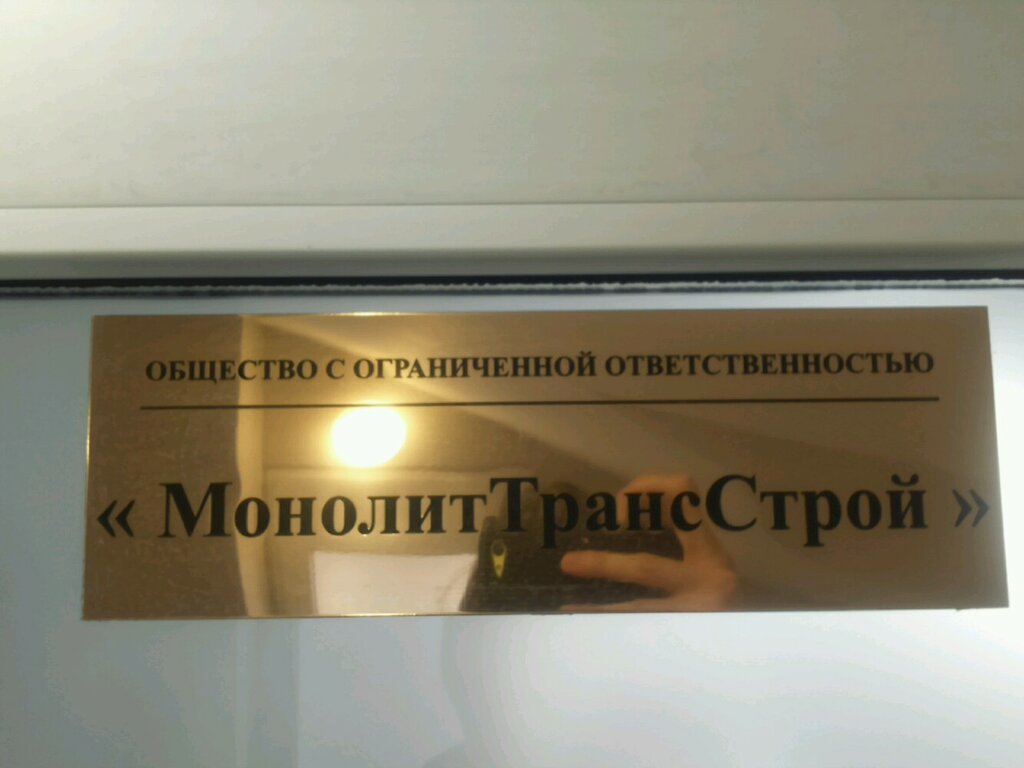 ОБЩЕСТВО С ОГРАНИЧЕННОЙ ОТВЕТСТВЕННОСТЬЮ
« МонолитТрансСтрой »